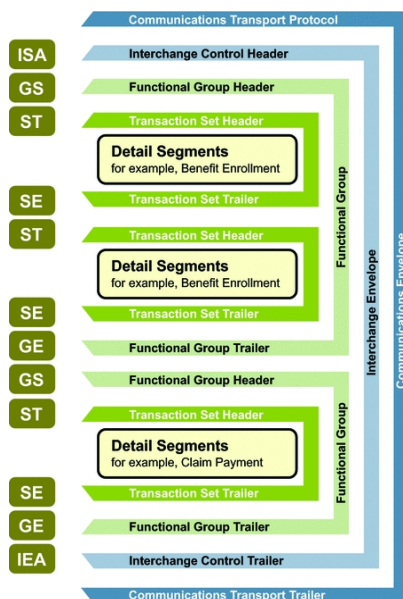 Communications Transport Protocol
ISA
Interchange Control Header
GS
Functional Group Header
ST
Transaction Set Header
Detail Segments
for example, Benefit Enrollment
SE
Transaction Set Trailer
ST
Transaction Set Header
Detail Segments
for example, Benefit Enrollment
SE
Transaction Set Trailer
GE
Functional Group Trailer
GS
Functional Group Header
ST
Transaction Set Header
Detail Segments
for example, Claim Payment
SE
Transaction Set Trailer
GE
Functional Group Trailer
IEA
Interchange Control Trailer
Communications Transport Trailer
Functional Group
Functional Group
Interchange Envelope
Communications Envelope